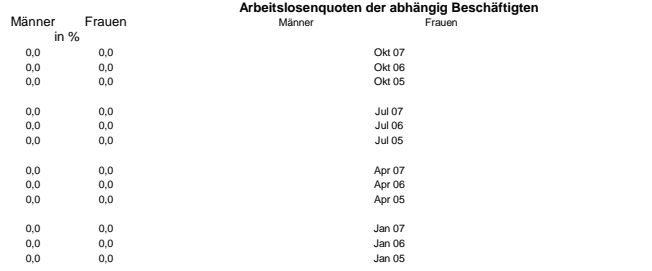 Arbeitslosenquoten der abhängig Beschäftigten
Männer Frauen Männer Frauen
in %
0,0 0,0 Okt 07
0,0 0,0 Okt 06
0,0 0,0 Okt 05
0,0 0,0 Jul 07
0,0 0,0 Jul 06
0,0 0,0 Jul 05
0,0 0,0 Apr 07
0,0 0,0 Apr 06
0,0 0,0 Apr 05
0,0 0,0 Jan 07
0,0 0,0 Jan 06
0,0 0,0 Jan 05